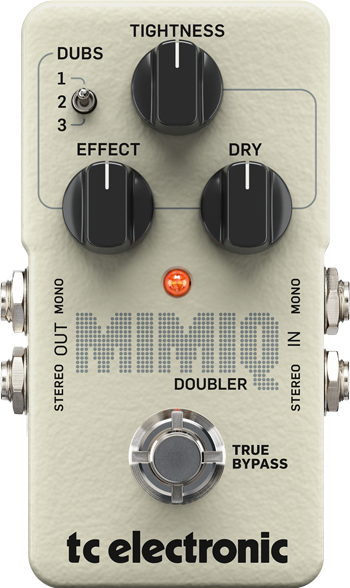 TIGHTNESS
DUBS
1
2
3
EFFECT
DRY
MONO
STEREO
OUT
MIMIQ
IN
MONO
STEREO
DOUBLER
TRUE
BYPASS
tc electronic